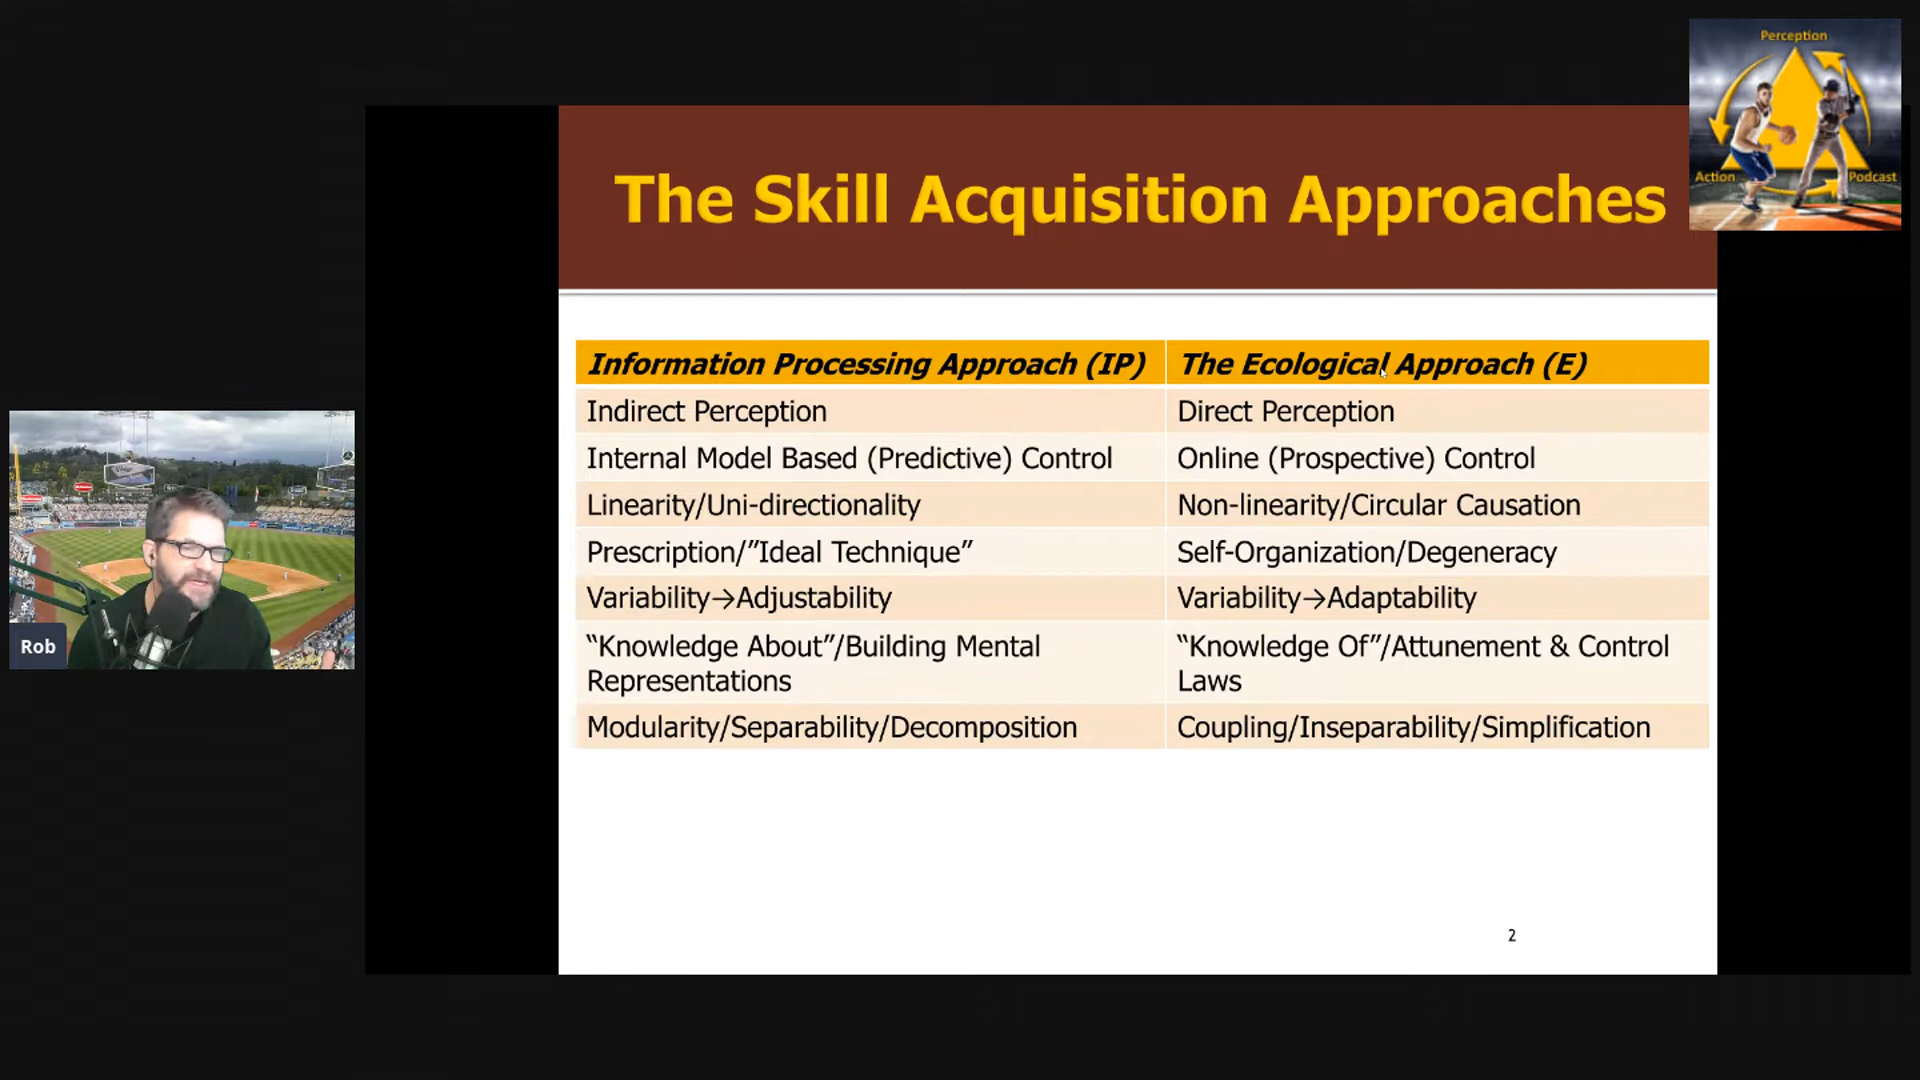 Perception
Action
Podcast
The Skill Acquisition Approaches
Information Processing Approach (IP)
The Ecological Approach (E)
Indirect Perception
Direct Perception
Internal Model Based (Predictive) Control
Online (Prospective) Control
Linearity/Uni-directionality
Non-linearity/Circular Causation
Prescription/”Ideal Technique”
Self-Organization/Degeneracy
Variability→Adjustability
Variability→Adaptability
“Knowledge About”/Building Mental
Representations
“Knowledge Of”/Attunement & Control
Laws
Modularity/Separability/Decomposition
Coupling/Inseparability/Simplification
2
Rob